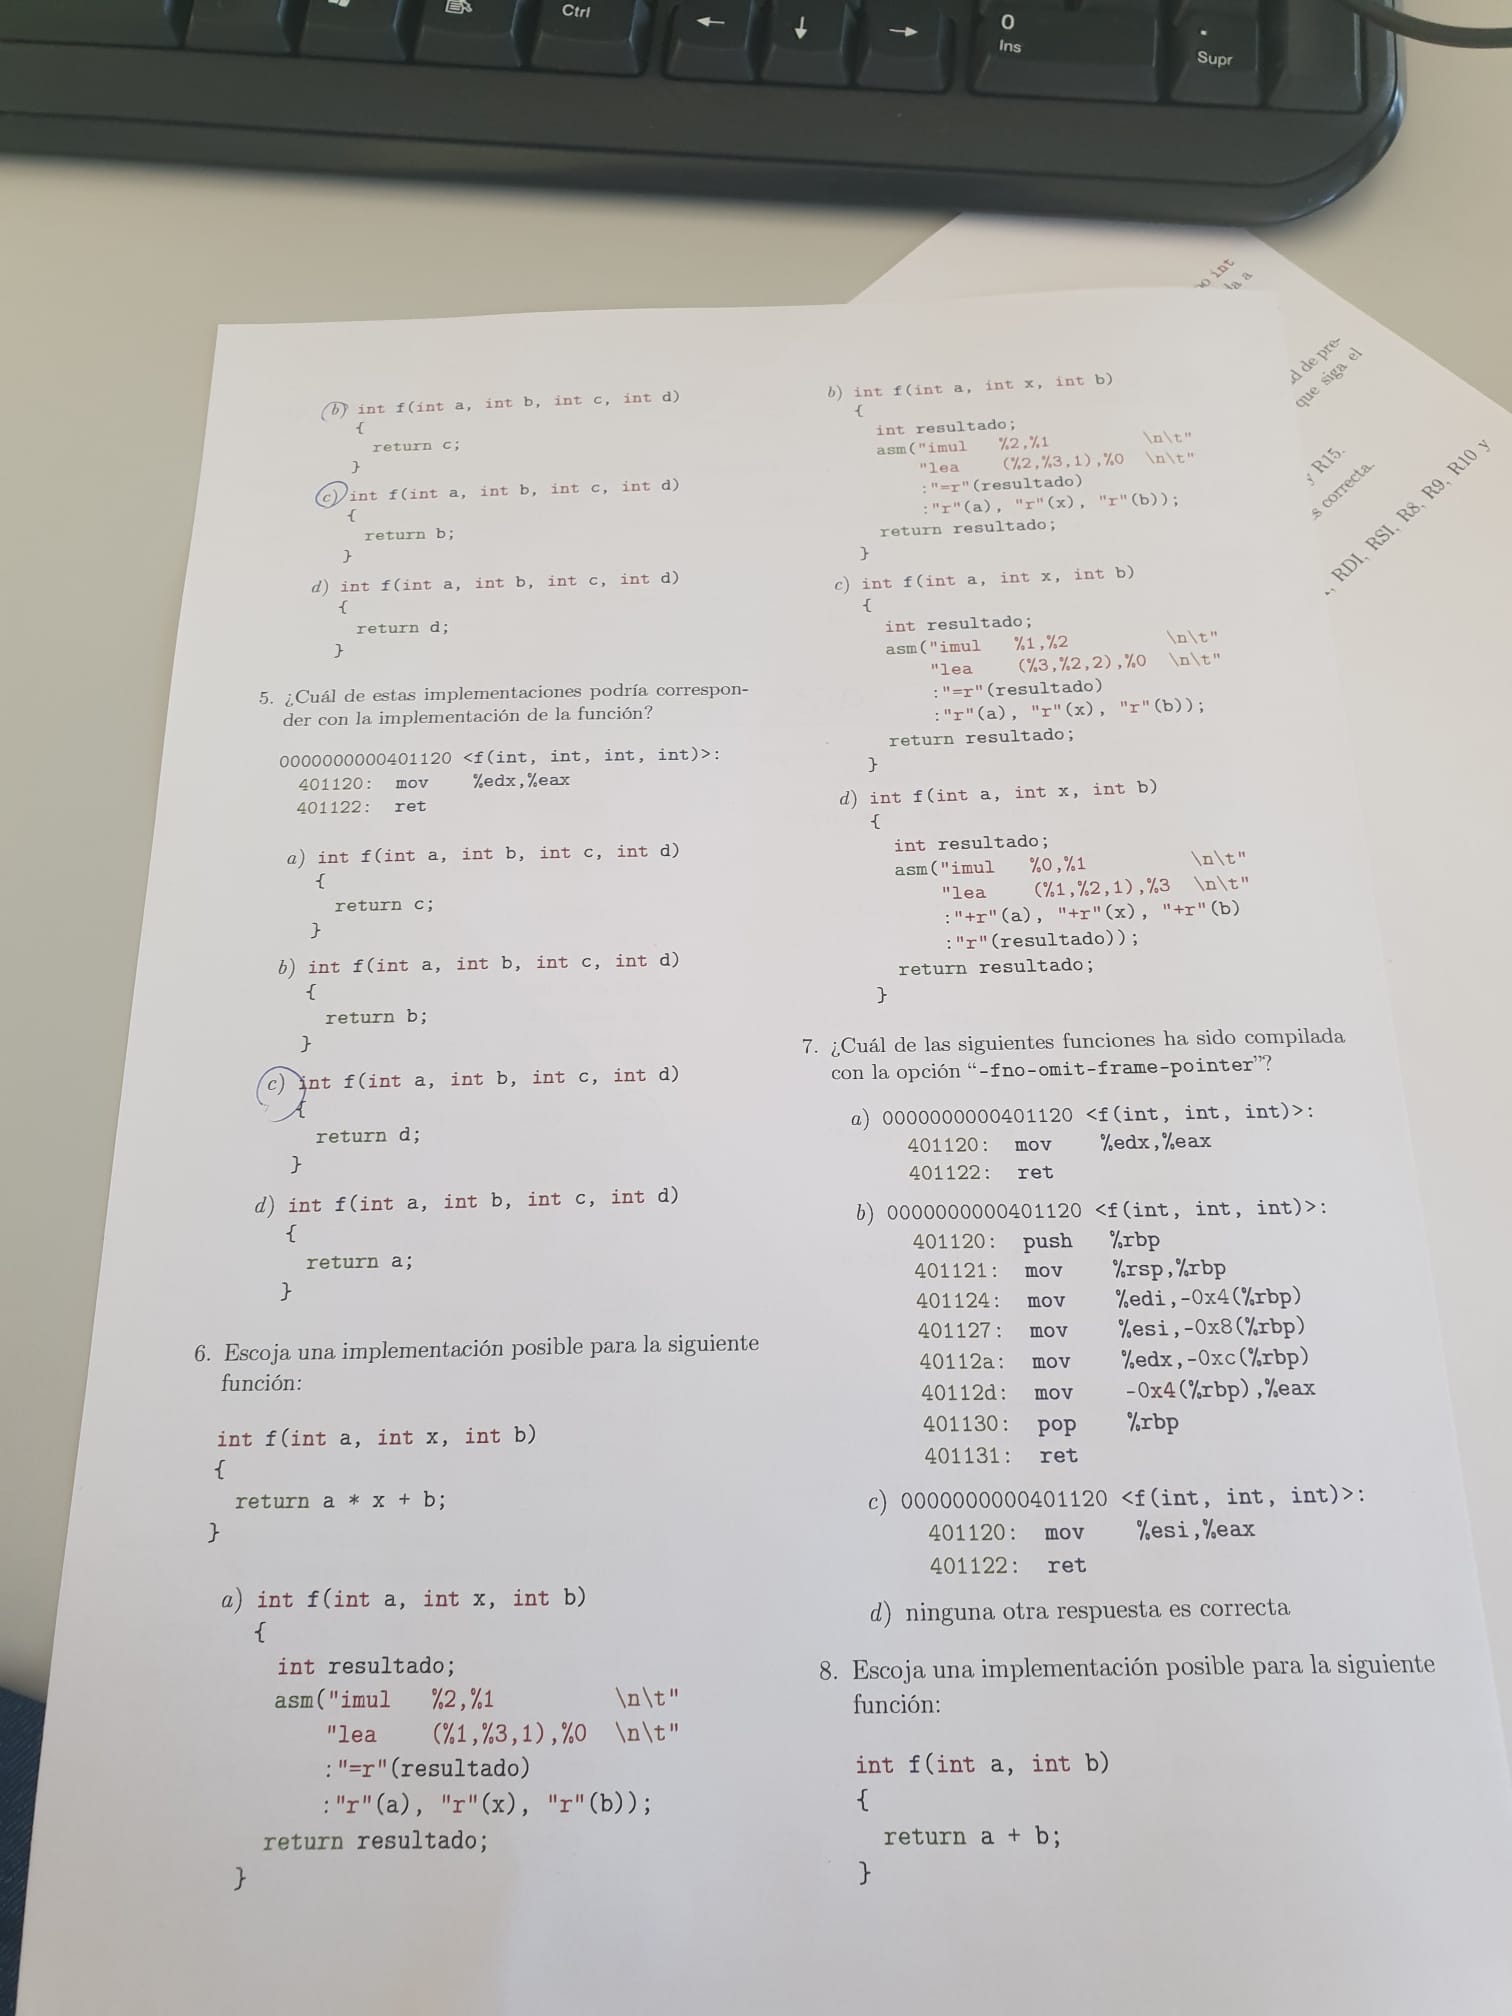 Ctrl
←
↓
→
0
Ins
.
Supr
int
la a
d de pre-
que siga el
y R15.
s correcta.
RDI, RSI, R8, R9, R10 y
b) int f(int a, int b, int c, int d)
{
return c;
}
c) int f(int a, int b, int c, int d)
{
return b;
}
d) int f(int a, int b, int c, int d)
{
return d;
}
5. ¿Cuál de estas implementaciones podría correspon-
der con la implementación de la función?
0000000000401120 <f(int, int, int, int)>:
401120: mov %edx,%eax
401122: ret
a) int f(int a, int b, int c, int d)
{
return c;
}
b) int f(int a, int b, int c, int d)
{
return b;
}
c) int f(int a, int b, int c, int d)
{
return d;
}
d) int f(int a, int b, int c, int d)
{
return a;
}
6. Escoja una implementación posible para la siguiente
función:
int f(int a, int x, int b)
{
return a * x + b;
}
a) int f(int a, int x, int b)
{
int resultado;
asm("imul %2,%1 \n\t"
"lea (%1,%3,1),%0 \n\t"
:"=r"(resultado)
:"r"(a), "r"(x), "r"(b));
return resultado;
}
b) int f(int a, int x, int b)
{
int resultado;
asm("imul %2,%1 \n\t"
"lea (%2,%3,1),%0 \n\t"
:"=r"(resultado)
:"r"(a), "r"(x), "r"(b));
return resultado;
}
c) int f(int a, int x, int b)
{
int resultado;
asm("imul %1,%2 \n\t"
"lea (%3,%2,2),%0 \n\t"
:"=r"(resultado)
:"r"(a), "r"(x), "r"(b));
return resultado;
}
d) int f(int a, int x, int b)
{
int resultado;
asm("imul %0,%1 \n\t"
"lea (%1,%2,1),%3 \n\t"
:"+r"(a), "+r"(x), "+r"(b)
:"r"(resultado));
return resultado;
}
7. ¿Cuál de las siguientes funciones ha sido compilada
con la opción “-fno-omit-frame-pointer”?
a) 0000000000401120 <f(int, int, int)>:
401120: mov %edx,%eax
401122: ret
b) 0000000000401120 <f(int, int, int)>:
401120: push %rbp
401121: mov %rsp,%rbp
401124: mov %edi,-0x4(%rbp)
401127: mov %esi,-0x8(%rbp)
40112a: mov %edx,-0xc(%rbp)
40112d: mov -0x4(%rbp),%eax
401130: pop %rbp
401131: ret
c) 0000000000401120 <f(int, int, int)>:
401120: mov %esi,%eax
401122: ret
d) ninguna otra respuesta es correcta
8. Escoja una implementación posible para la siguiente
función:
int f(int a, int b)
{
return a + b;
}